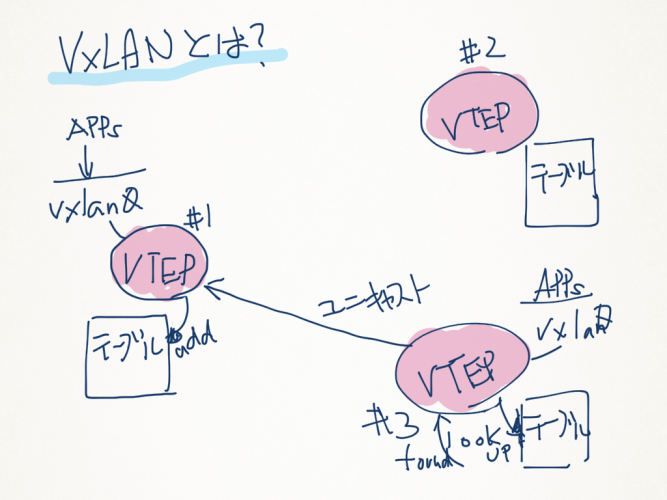 VxLANとは?
#2
VTEP
テーブル
APPs
vxlan0
#1
VTEP
テーブル
add
ユニキャスト
APPs
vxlan0
VTEP
#3
look
UP
found
テーブル